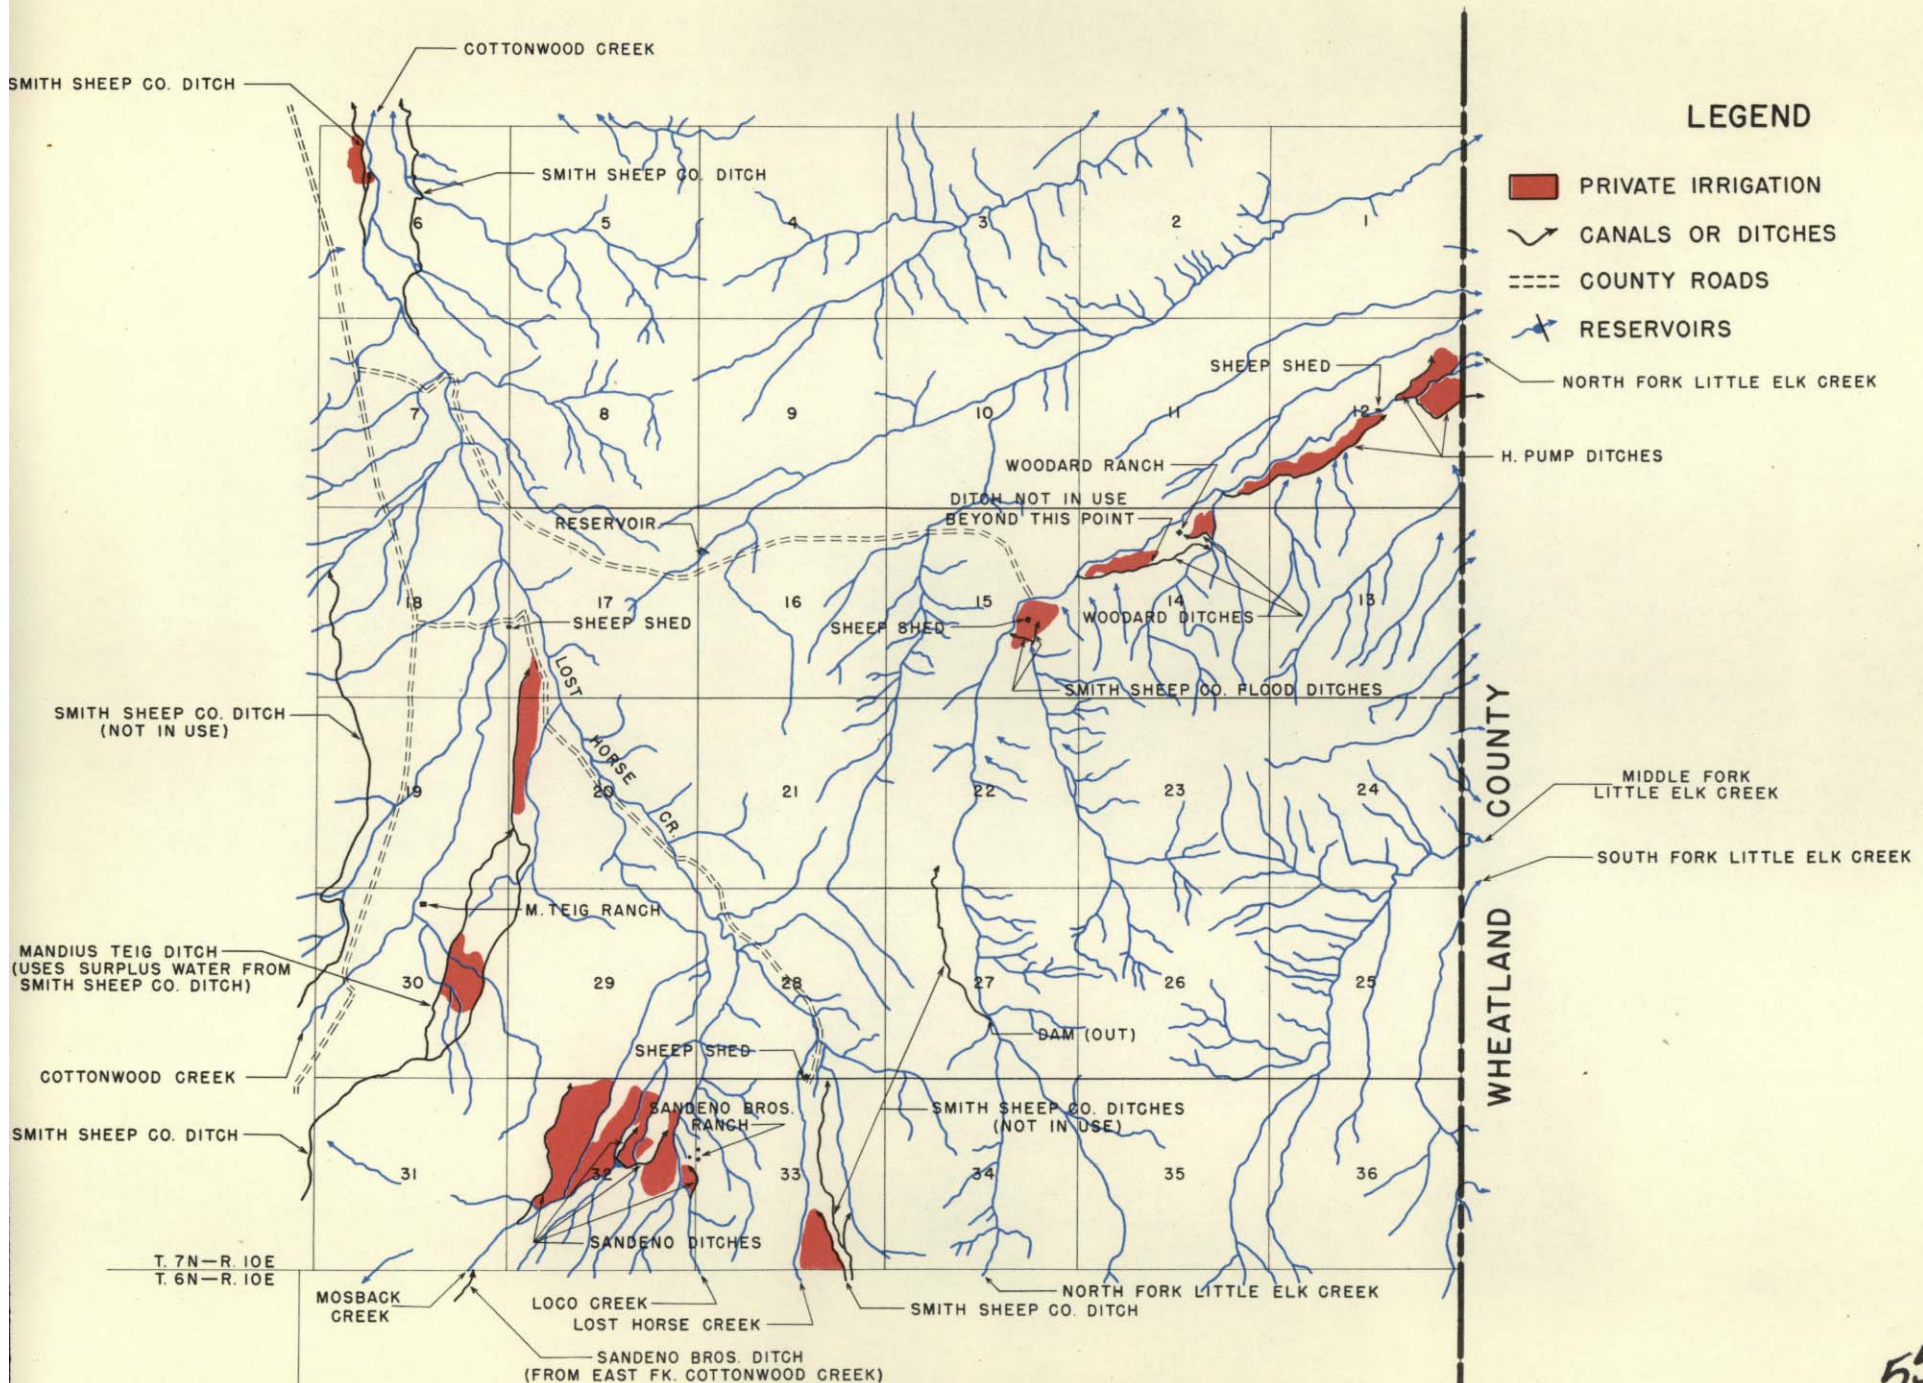 COTTONWOOD CREEK
SMITH SHEEP CO. DITCH
LEGEND
PRIVATE IRRIGATION
CANALS OR DITCHES
COUNTY ROADS
RESERVOIRS
SMITH SHEEP CO. DITCH
6
5
4
3
2
1
SHEEP SHED
NORTH FORK LITTLE ELK CREEK
7
8
9
10
11
12
H. PUMP DITCHES
WOODARD RANCH
DITCH NOT IN USE
BEYOND THIS POINT
RESERVOIR
18
17
16
15
14
13
SHEEP SHED
SHEEP SHED
WOODARD DITCHES
SMITH SHEEP CO. FLOOD DITCHES
LOST HORSE CR.
SMITH SHEEP CO. DITCH
(NOT IN USE)
19
20
21
22
23
24
MIDDLE FORK
LITTLE ELK CREEK
SOUTH FORK LITTLE ELK CREEK
WHEATLAND COUNTY
M. TEIG RANCH
MANDIUS TEIG DITCH
(USES SURPLUS WATER FROM
SMITH SHEEP CO. DITCH)
30
29
28
27
26
25
DAM (OUT)
SHEEP SHED
COTTONWOOD CREEK
SANDENO BROS.
RANCH
SMITH SHEEP CO. DITCHES
(NOT IN USE)
SMITH SHEEP CO. DITCH
31
32
33
34
35
36
SANDENO DITCHES
T. 7N–R. 10E
T. 6N–R. 10E
MOSBACK
CREEK
LOCO CREEK
LOST HORSE CREEK
NORTH FORK LITTLE ELK CREEK
SMITH SHEEP CO. DITCH
SANDENO BROS. DITCH
(FROM EAST FK. COTTONWOOD CREEK)